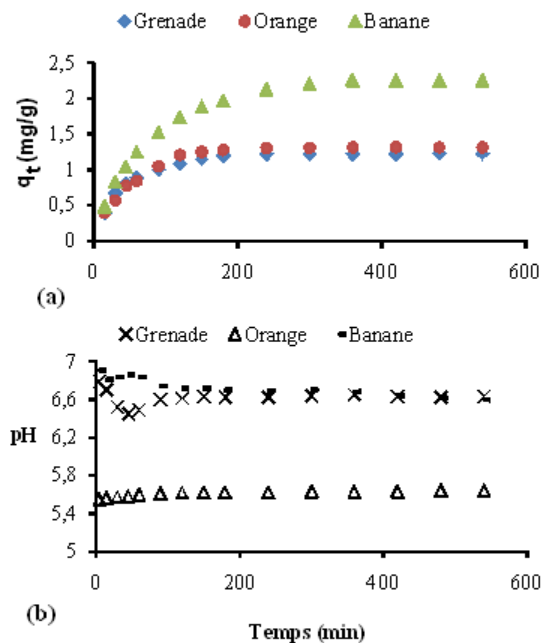 Grenade Orange Banane
2,5
2
1,5
1
0,5
0
qt (mg/g)
0 200 400 600
(a)
Grenade Orange Banane
7
6,6
6,2
5,8
5,4
5
pH
0 200 400 600
(b)
Temps (min)